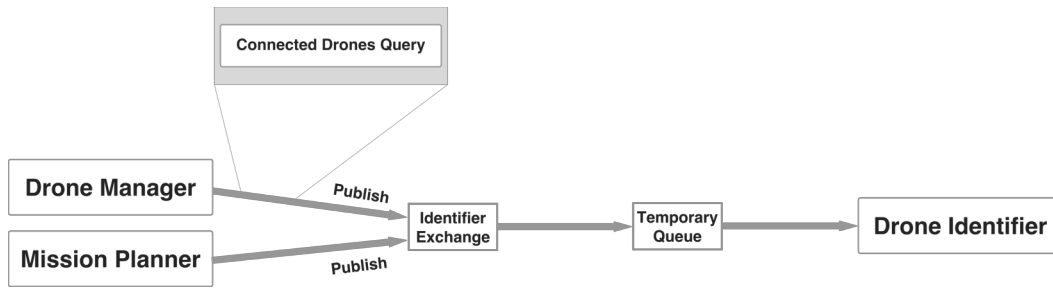 Connected Drones Query
Drone Manager
Publish
Identifier
Exchange
Temporary
Queue
Drone Identifier
Mission Planner
Publish